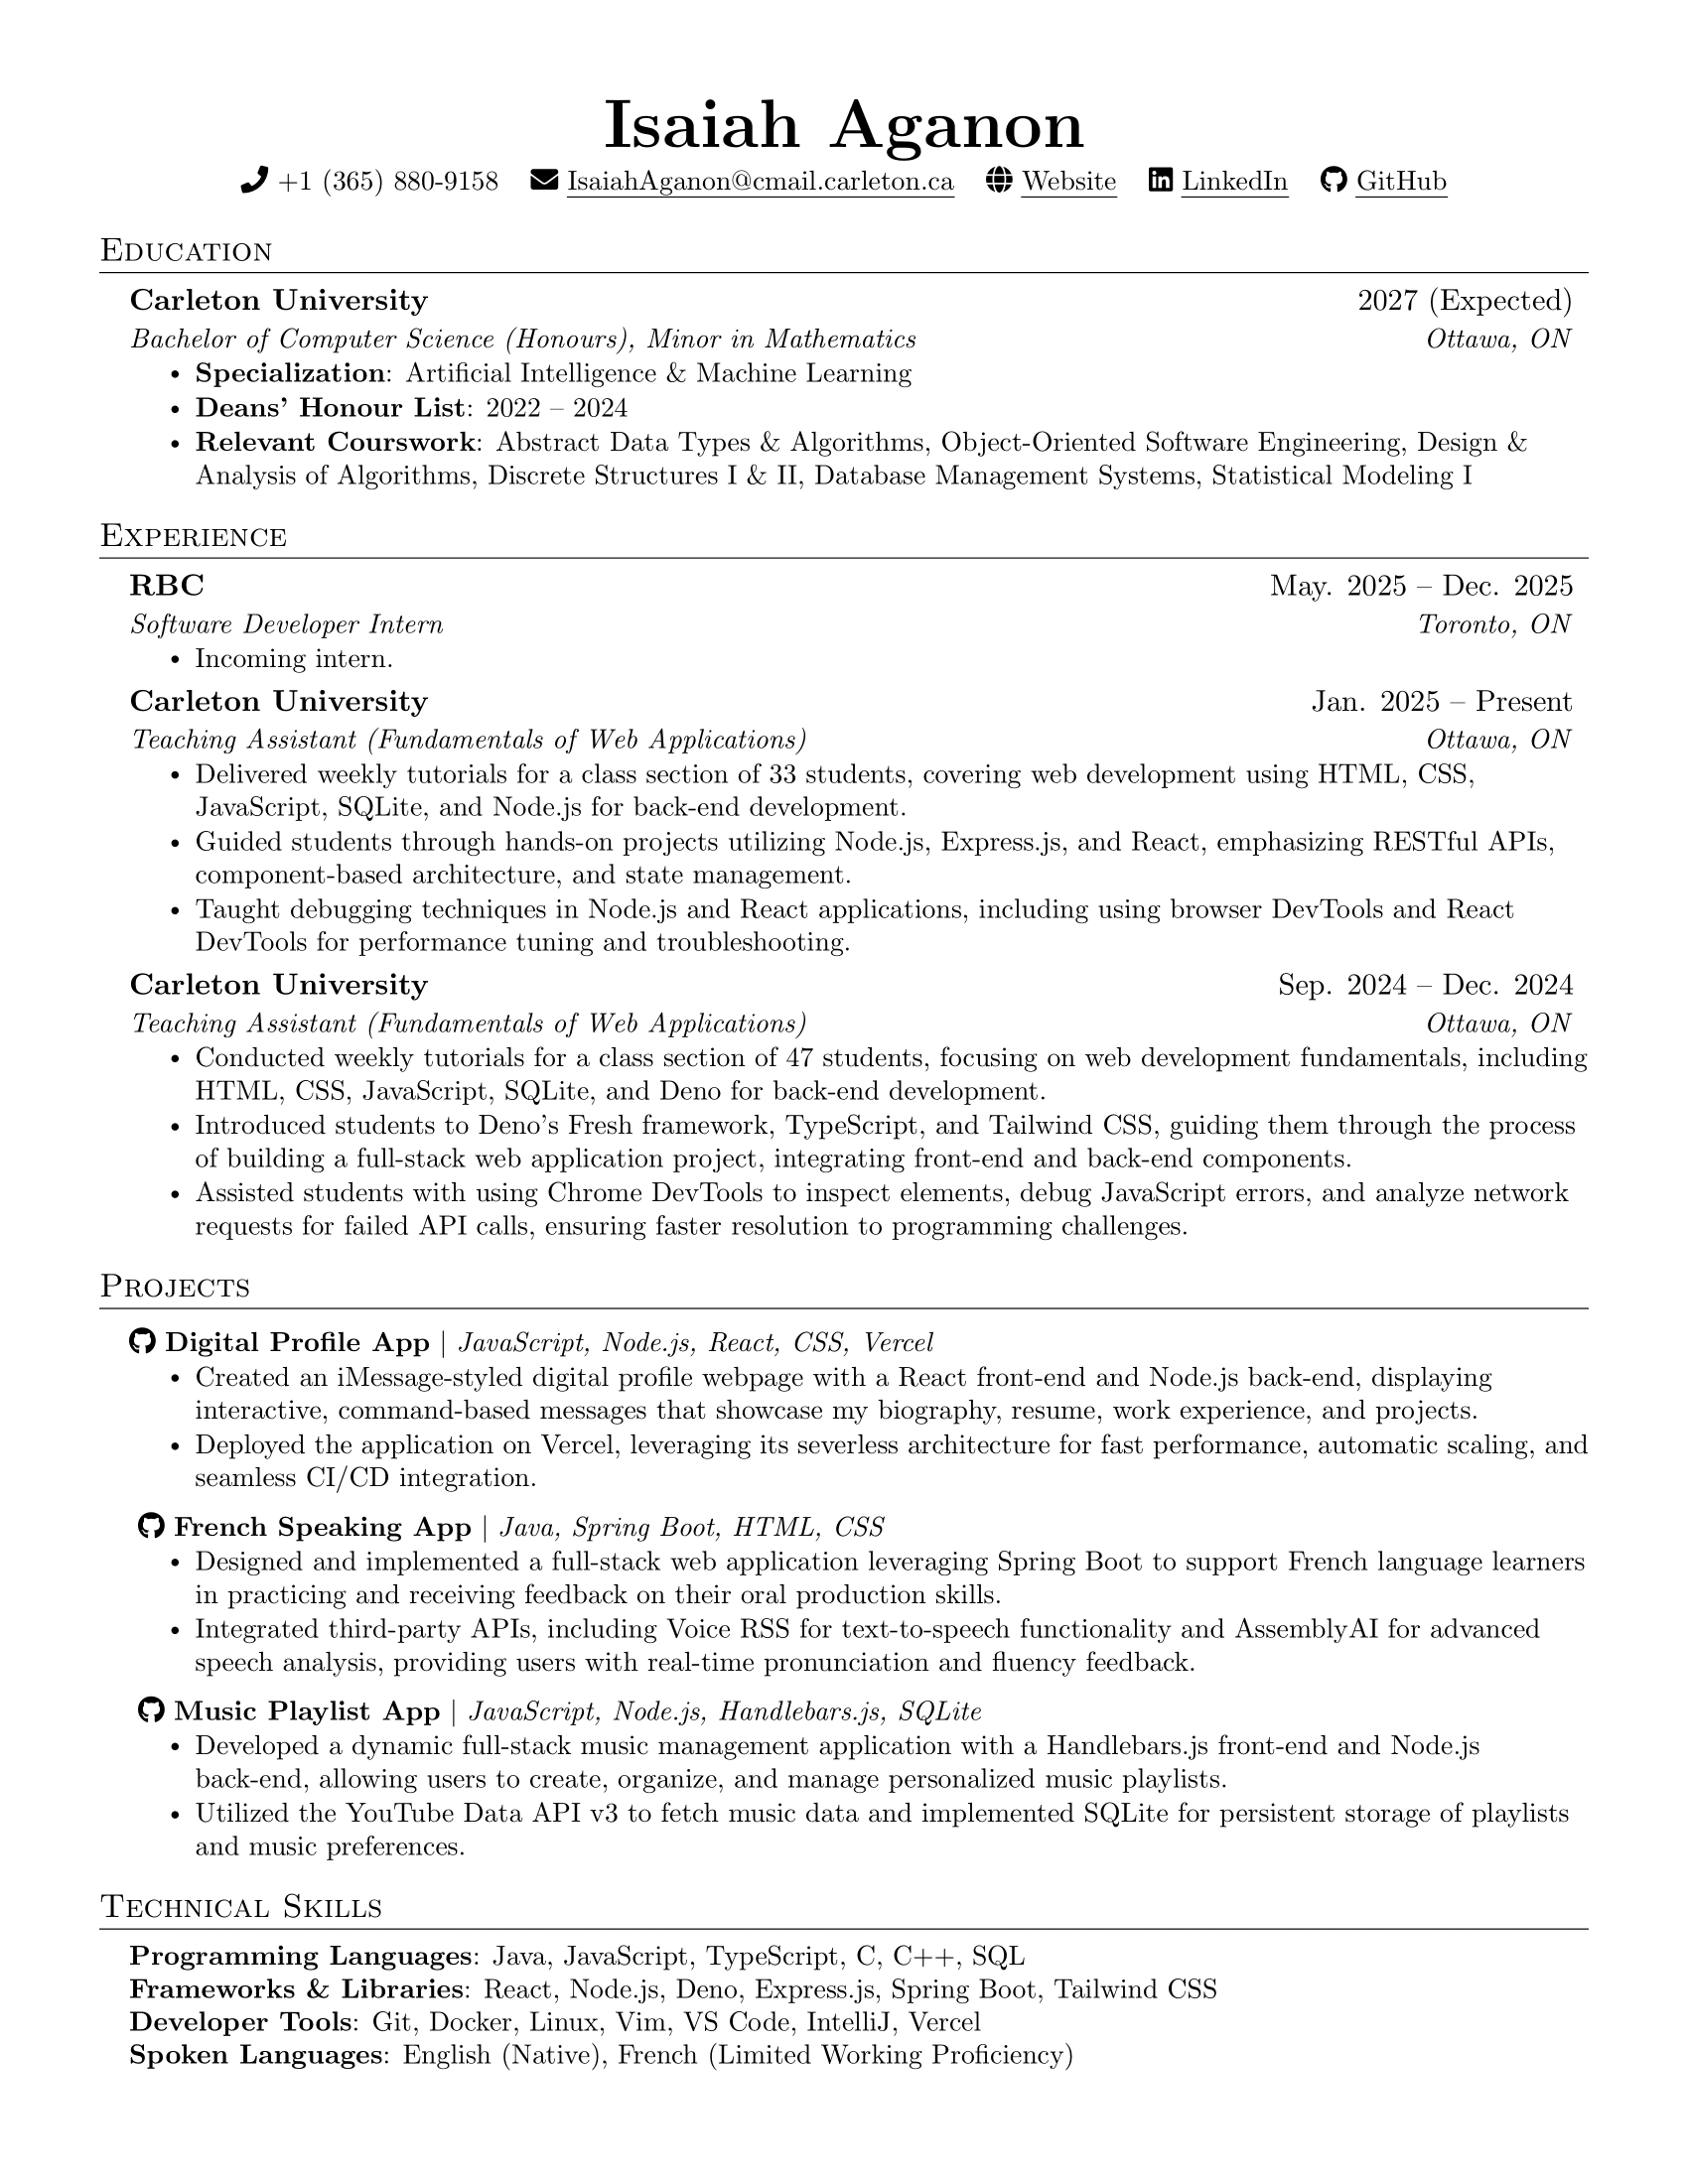 Isaiah Aganon
+1 (365) 880-9158 IsaiahAganon@cmail.carleton.ca Website LinkedIn GitHub
Education
Carleton University 2027 (Expected)
Bachelor of Computer Science (Honours), Minor in Mathematics Ottawa, ON
• Specialization: Artificial Intelligence & Machine Learning
• Deans' Honour List: 2022 – 2024
• Relevant Courswork: Abstract Data Types & Algorithms, Object-Oriented Software Engineering, Design &
Analysis of Algorithms, Discrete Structures I & II, Database Management Systems, Statistical Modeling I
Experience
RBC May. 2025 – Dec. 2025
Software Developer Intern Toronto, ON
• Incoming intern.
Carleton University Jan. 2025 – Present
Teaching Assistant (Fundamentals of Web Applications) Ottawa, ON
• Delivered weekly tutorials for a class section of 33 students, covering web development using HTML, CSS,
JavaScript, SQLite, and Node.js for back-end development.
• Guided students through hands-on projects utilizing Node.js, Express.js, and React, emphasizing RESTful APIs,
component-based architecture, and state management.
• Taught debugging techniques in Node.js and React applications, including using browser DevTools and React
DevTools for performance tuning and troubleshooting.
Carleton University Sep. 2024 – Dec. 2024
Teaching Assistant (Fundamentals of Web Applications) Ottawa, ON
• Conducted weekly tutorials for a class section of 47 students, focusing on web development fundamentals, including
HTML, CSS, JavaScript, SQLite, and Deno for back-end development.
• Introduced students to Deno's Fresh framework, TypeScript, and Tailwind CSS, guiding them through the process
of building a full-stack web application project, integrating front-end and back-end components.
• Assisted students with using Chrome DevTools to inspect elements, debug JavaScript errors, and analyze network
requests for failed API calls, ensuring faster resolution to programming challenges.
Projects
Digital Profile App | JavaScript, Node.js, React, CSS, Vercel
• Created an iMessage-styled digital profile webpage with a React front-end and Node.js back-end, displaying
interactive, command-based messages that showcase my biography, resume, work experience, and projects.
• Deployed the application on Vercel, leveraging its severless architecture for fast performance, automatic scaling, and
seamless CI/CD integration.
French Speaking App | Java, Spring Boot, HTML, CSS
• Designed and implemented a full-stack web application leveraging Spring Boot to support French language learners
in practicing and receiving feedback on their oral production skills.
• Integrated third-party APIs, including Voice RSS for text-to-speech functionality and AssemblyAI for advanced
speech analysis, providing users with real-time pronunciation and fluency feedback.
Music Playlist App | JavaScript, Node.js, Handlebars.js, SQLite
• Developed a dynamic full-stack music management application with a Handlebars.js front-end and Node.js
back-end, allowing users to create, organize, and manage personalized music playlists.
• Utilized the YouTube Data API v3 to fetch music data and implemented SQLite for persistent storage of playlists
and music preferences.
Technical Skills
Programming Languages: Java, JavaScript, TypeScript, C, C++, SQL
Frameworks & Libraries: React, Node.js, Deno, Express.js, Spring Boot, Tailwind CSS
Developer Tools: Git, Docker, Linux, Vim, VS Code, IntelliJ, Vercel
Spoken Languages: English (Native), French (Limited Working Proficiency)